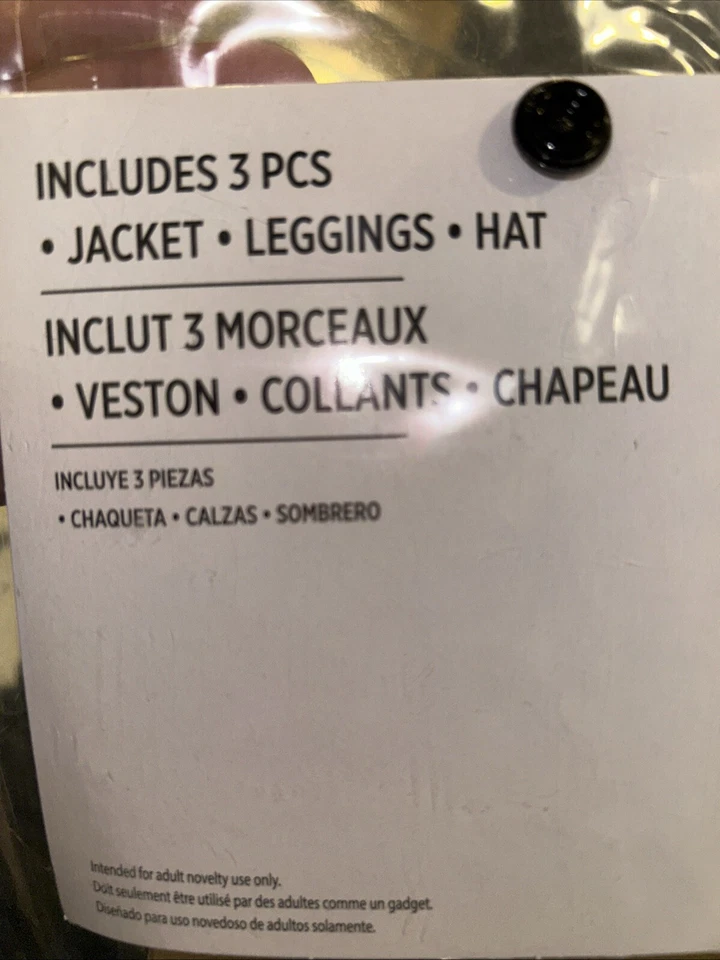 INCLUDES 3 PCS
• JACKET • LEGGINGS • HAT
INCLUT 3 MORCEAUX
• VESTON • COLLANTS • CHAPEAU
INCLUYE 3 PIEZAS
• CHAQUETA • CALZAS • SOMBRERO
Intended for adult novelty use only.
Doit seulement être utilisé par des adultes comme un gadget.
Diseñado para uso novedoso de adultos solamente.